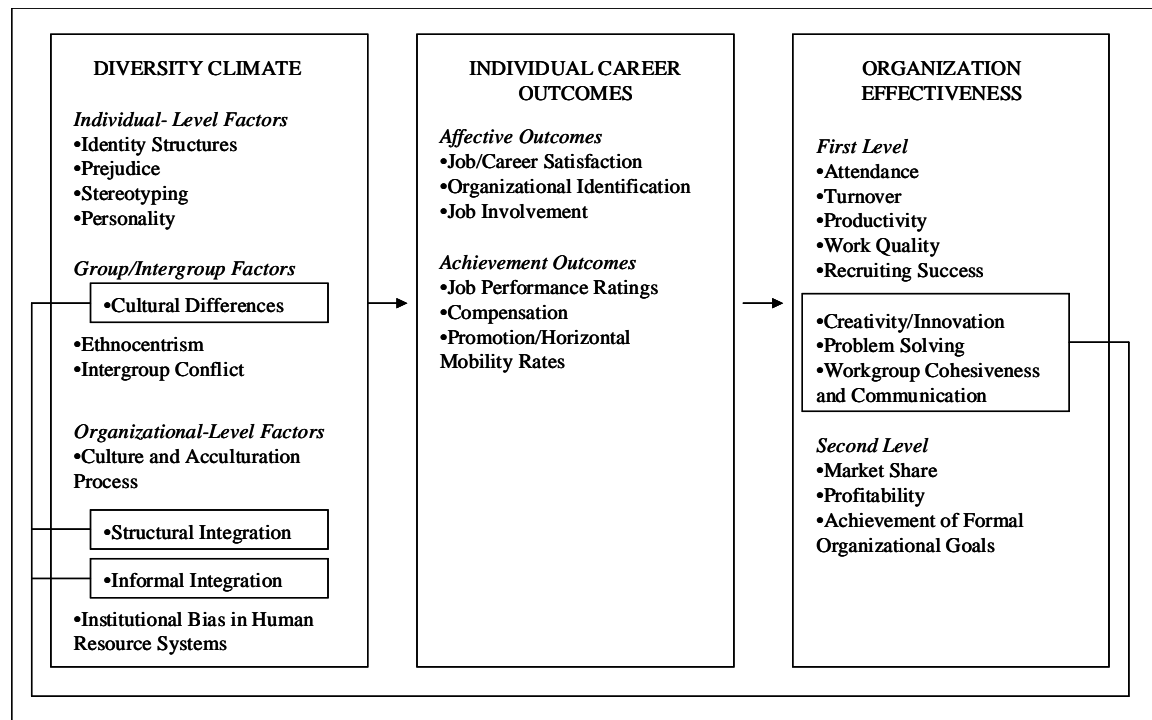 DIVERSITY CLIMATE
Individual- Level Factors
•Identity Structures
•Prejudice
•Stereotyping
•Personality
Group/Intergroup Factors
•Cultural Differences
•Ethnocentrism
•Intergroup Conflict
Organizational-Level Factors
•Culture and Acculturation
Process
•Structural Integration
•Informal Integration
•Institutional Bias in Human
Resource Systems
INDIVIDUAL CAREER
OUTCOMES
Affective Outcomes
•Job/Career Satisfaction
•Organizational Identification
•Job Involvement
Achievement Outcomes
•Job Performance Ratings
•Compensation
•Promotion/Horizontal
Mobility Rates
ORGANIZATION
EFFECTIVENESS
First Level
•Attendance
•Turnover
•Productivity
•Work Quality
•Recruiting Success
•Creativity/Innovation
•Problem Solving
•Workgroup Cohesiveness
and Communication
Second Level
•Market Share
•Profitability
•Achievement of Formal
Organizational Goals